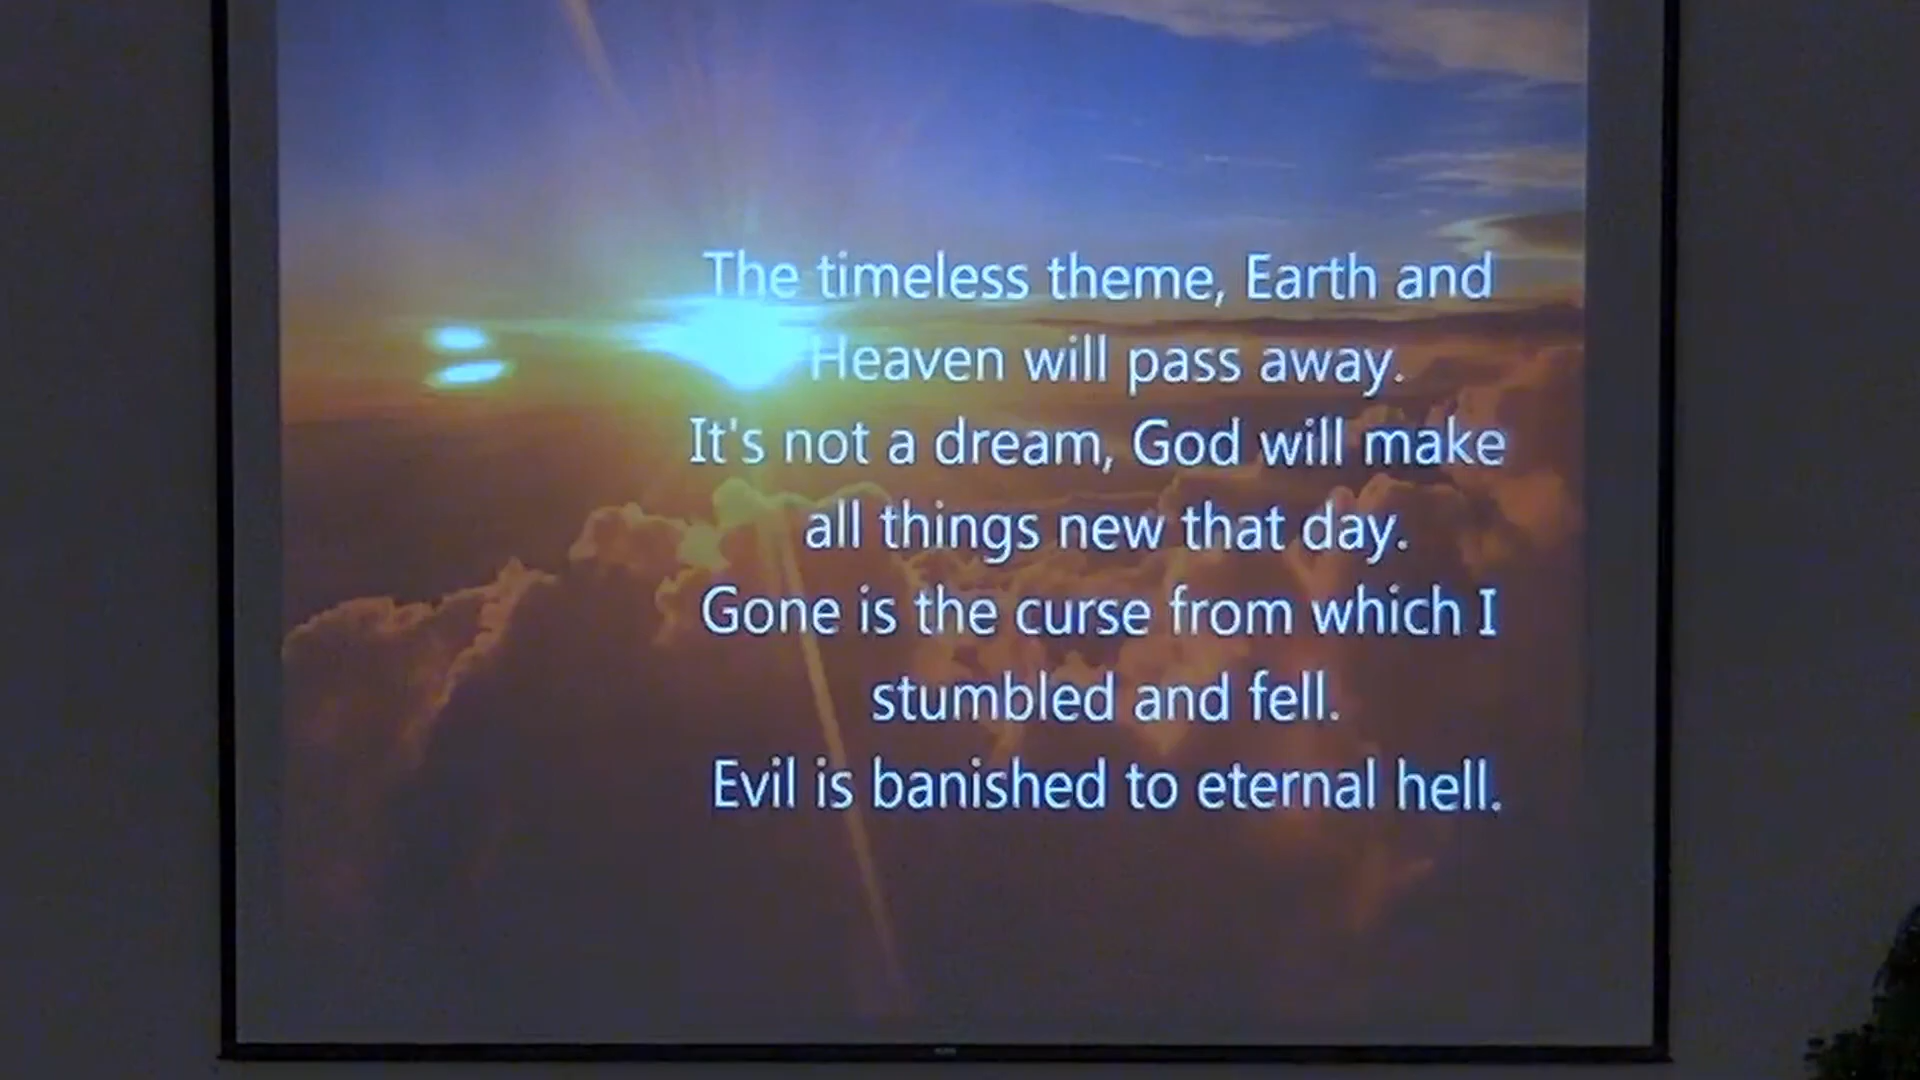 The timeless theme, Earth and
Heaven will pass away.
It's not a dream, God will make
all things new that day.
Gone is the curse from which I
stumbled and fell.
Evil is banished to eternal hell.